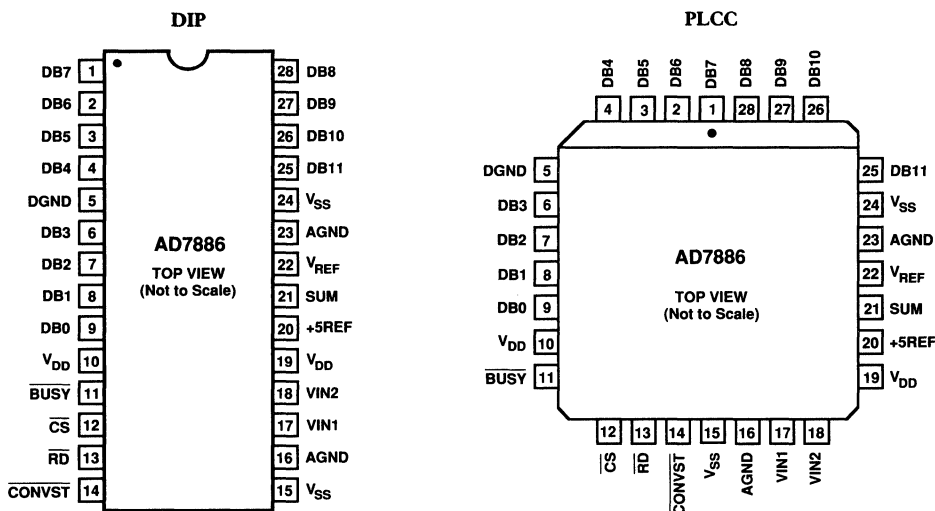 DIP
DB7 1
DB6 2
DB5 3
DB4 4
DGND 5
DB3 6
DB2 7
DB1 8
DB0 9
VDD 10
BUSY 11
CS 12
RD 13
CONVST 14
28 DB8
27 DB9
26 DB10
25 DB11
24 VSS
23 AGND
22 VREF
21 SUM
20 +5REF
19 VDD
18 VIN2
17 VIN1
16 AGND
15 VSS
AD7886
TOP VIEW
(Not to Scale)
PLCC
DB4 DB5 DB6 DB7 DB8 DB9 DB10
4 3 2 1 28 27 26
DGND 5
DB3 6
DB2 7
DB1 8
DB0 9
VDD 10
BUSY 11
25 DB11
24 VSS
23 AGND
22 VREF
21 SUM
20 +5REF
19 VDD
AD7886
TOP VIEW
(Not to Scale)
12 13 14 15 16 17 18
CS RD CONVST VSS AGND VIN1 VIN2